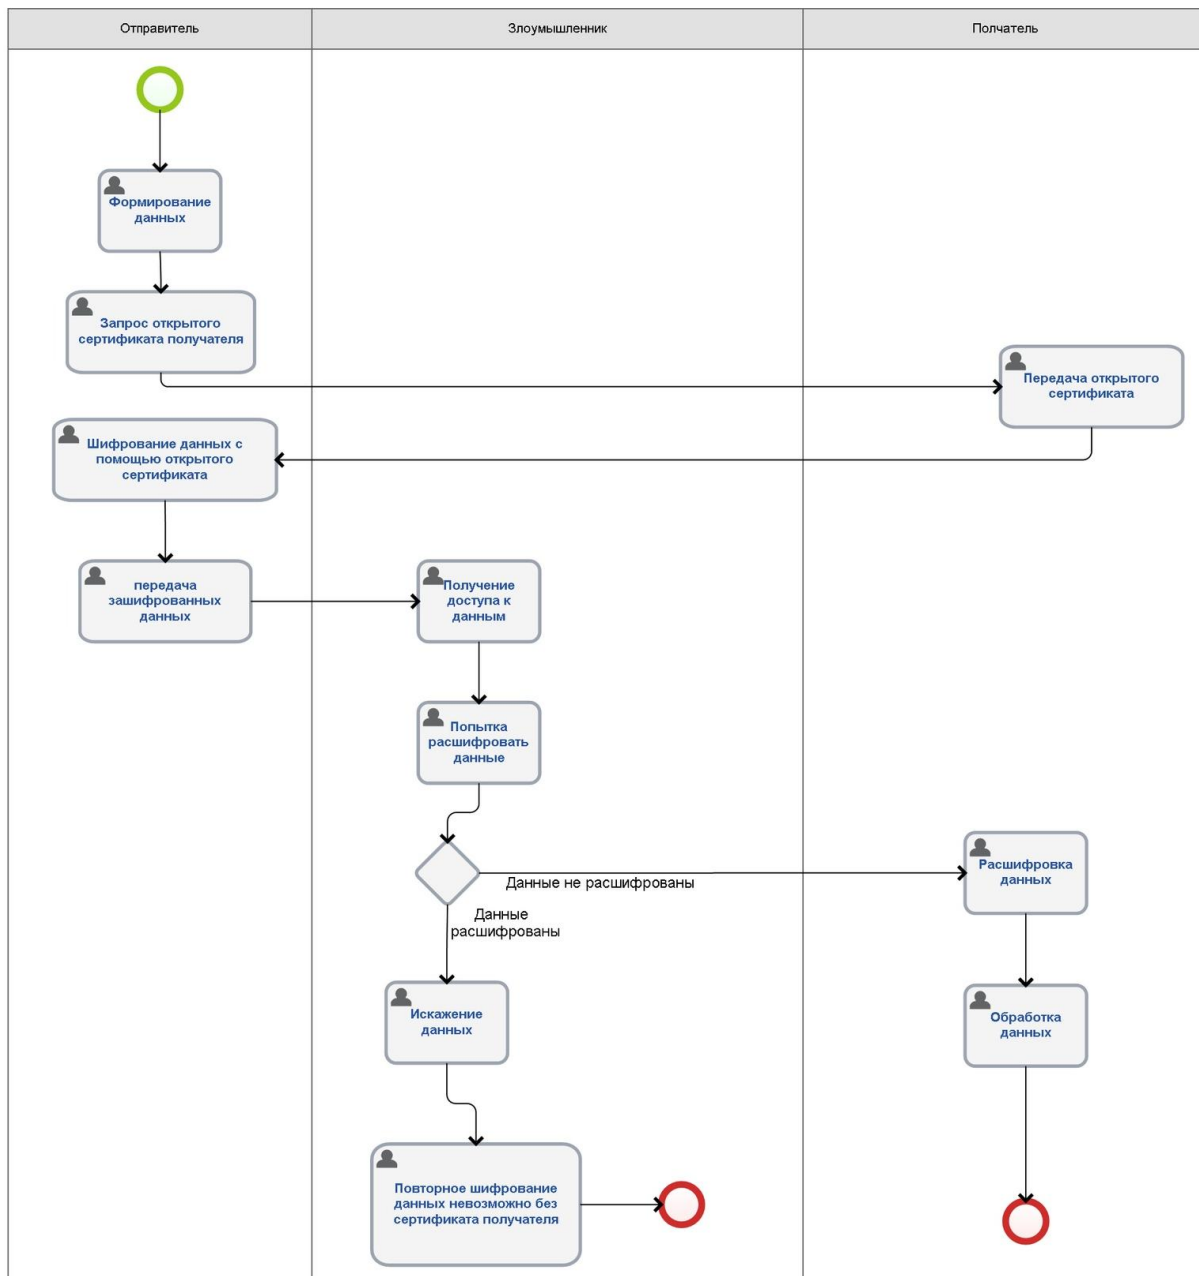 Отправитель
Злоумышленник
Полчатель
Формирование
данных
Запрос открытого
сертификата получателя
Передача открытого
сертификата
Шифрование данных с
помощью открытого
сертификата
передача
зашифрованных
данных
Получение
доступа к
данным
Попытка
расшифровать
данные
Данные не расшифрованы
Данные
расшифрованы
Расшифровка
данных
Искажение
данных
Обработка
данных
Повторное шифрование
данных невозможно без
сертификата получателя